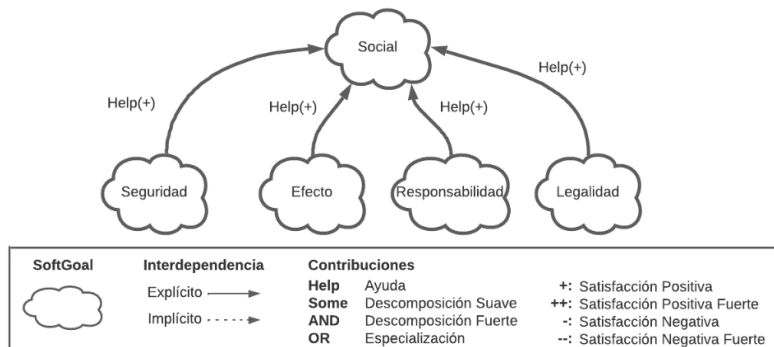 Social
Help(+)
Help(+)
Help(+)
Help(+)
Seguridad
Efecto
Responsabilidad
Legalidad
SoftGoal
Interdependencia
Explícito
Implícito
Contribuciones
Help Ayuda
Some Descomposición Suave
AND Descomposición Fuerte
OR Especialización
+: Satisfacción Positiva
++: Satisfacción Positiva Fuerte
-: Satisfacción Negativa
--: Satisfacción Negativa Fuerte